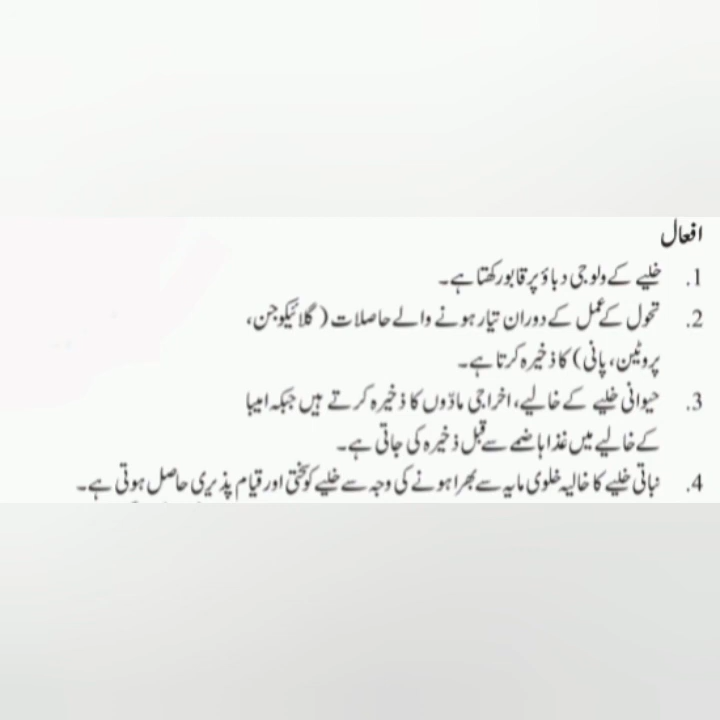 افعال
1. خلیے کے ولوجی دباؤ پر قابو رکھتا ہے۔
2. تحول کے عمل کے دوران تیار ہونے والے حاصلات (گلائیکوجن،
پروٹین، پانی) کا ذخیرہ کرتا ہے۔
3. حیوانی خلیے کے خالیے، اخراجی مادّوں کا ذخیرہ کرتے ہیں جبکہ امیبا
کے خالیے میں غذا ہاضمے سے قبل ذخیرہ کی جاتی ہے۔
4. نباتی خلیے کا خالیہ خلوی مایہ سے بھرا ہونے کی وجہ سے خلیے کو سختی اور قیام پذیری حاصل ہوتی ہے۔